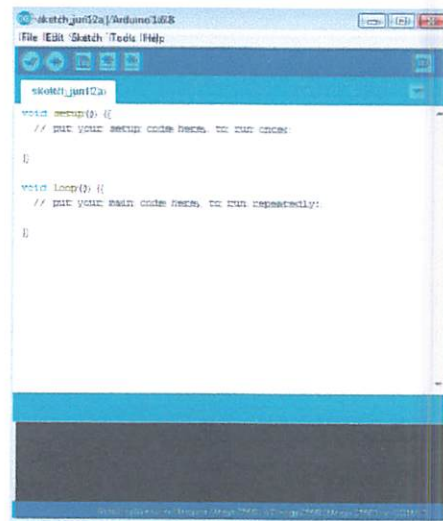 sketch_jun12a | Arduino 1.6.8
File Edit Sketch Tools Help
sketch_jun12a
void setup() {
// put your setup code here, to run once:
}
void loop() {
// put your main code here, to run repeatedly:
}